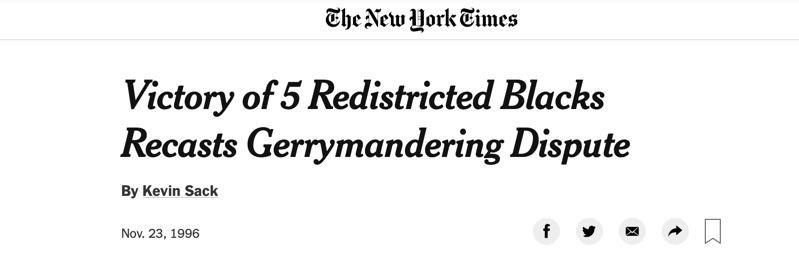 The New York Times
Victory of 5 Redistricted Blacks
Recasts Gerrymandering Dispute
By Kevin Sack
Nov. 23, 1996